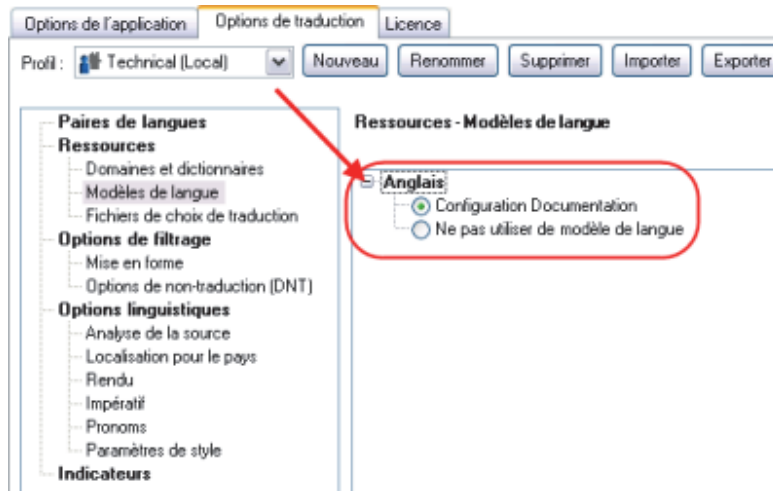 Options de l'application Options de traduction Licence
Profil : Technical (Local) Nouveau Renommer Supprimer Importer Exporter
Paires de langues
Ressources
Domaines et dictionnaires
Modèles de langue
Fichiers de choix de traduction
Options de filtrage
Mise en forme
Options de non-traduction (DNT)
Options linguistiques
Analyse de la source
Localisation pour le pays
Rendu
Impératif
Pronoms
Paramètres de style
Indicateurs
Ressources - Modèles de langue
Anglais
Configuration Documentation
Ne pas utiliser de modèle de langue